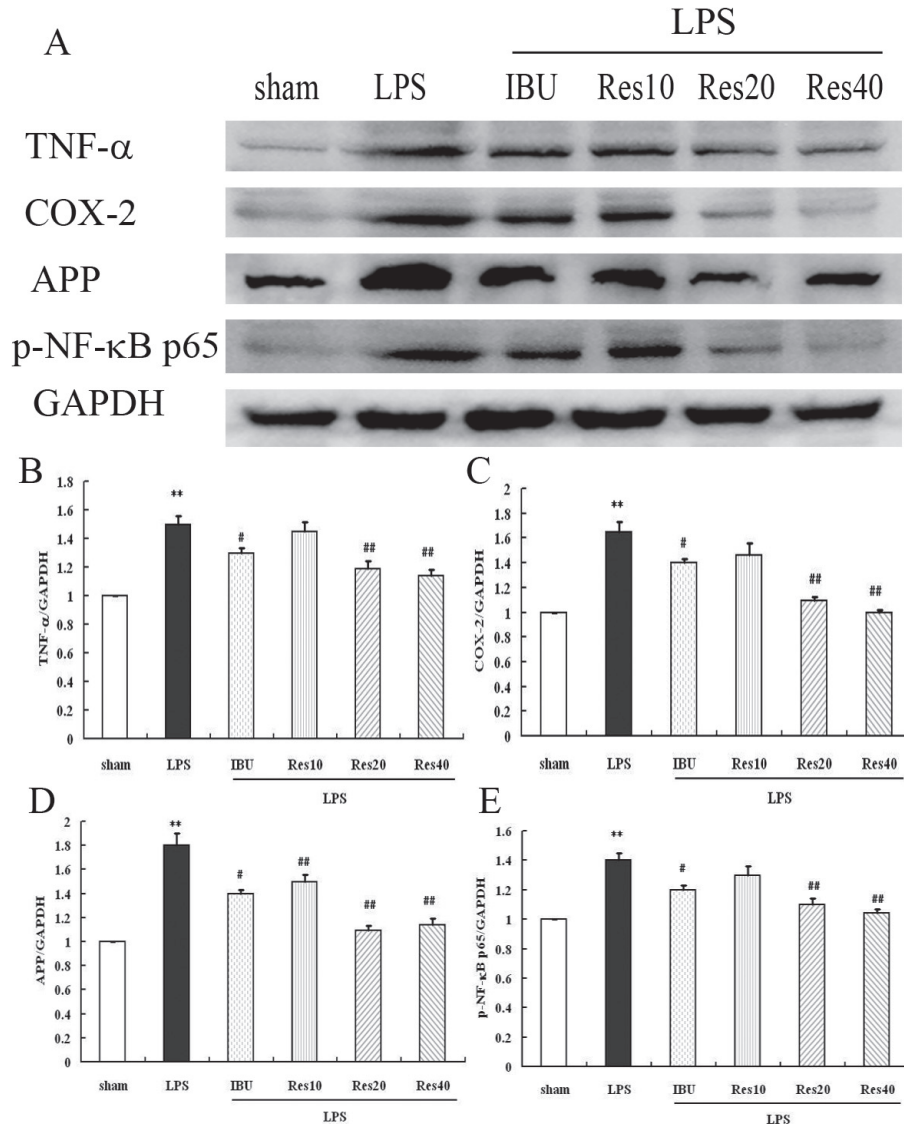 A
LPS
sham LPS IBU Res10 Res20 Res40
TNF-α
COX-2
APP
p-NF-κB p65
GAPDH
B
TNF-α/GAPDH
1.8
1.6
1.4
1.2
1
0.8
0.6
0.4
0.2
0
**
#
##
##
sham LPS IBU Res10 Res20 Res40
LPS
C
COX-2/GAPDH
2
1.8
1.6
1.4
1.2
1
0.8
0.6
0.4
0.2
0
**
#
##
##
sham LPS IBU Res10 Res20 Res40
LPS
D
APP/GAPDH
2
1.8
1.6
1.4
1.2
1
0.8
0.6
0.4
0.2
0
**
#
##
##
##
sham LPS IBU Res10 Res20 Res40
LPS
E
p-NF-κB p65/GAPDH
1.6
1.4
1.2
1
0.8
0.6
0.4
0.2
0
**
#
##
##
sham LPS IBU Res10 Res20 Res40
LPS